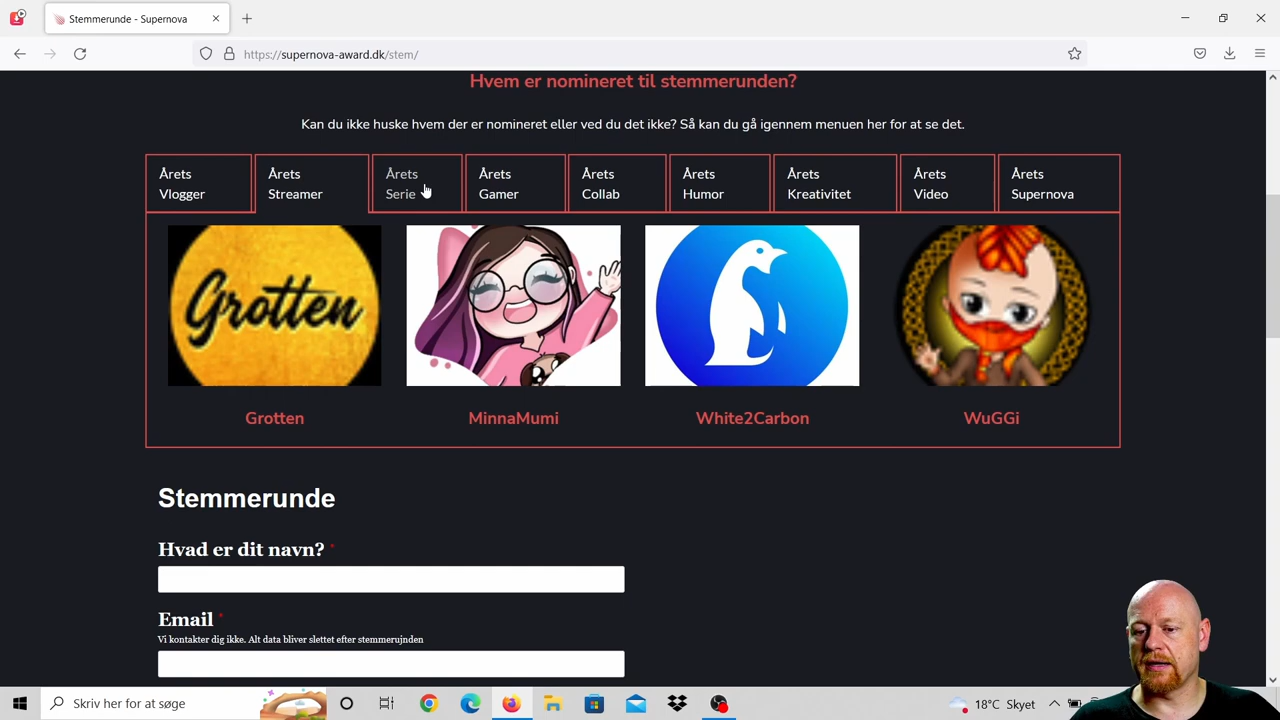 Stemmerunde - Supernova
https://supernova-award.dk/stem/
Hvem er nomineret til stemmerunden?
Kan du ikke huske hvem der er nomineret eller ved du det ikke? Så kan du gå igennem menuen her for at se det.
Årets Vlogger
Årets Streamer
Årets Serie
Årets Gamer
Årets Collab
Årets Humor
Årets Kreativitet
Årets Video
Årets Supernova
Grotten
Grotten
MinnaMumi
White2Carbon
WuGGi
Stemmerunde
Hvad er dit navn? *
Email *
Vi kontakter dig ikke. Alt data bliver slettet efter stemmerujnden
Skriv her for at søge
18°C Skyet